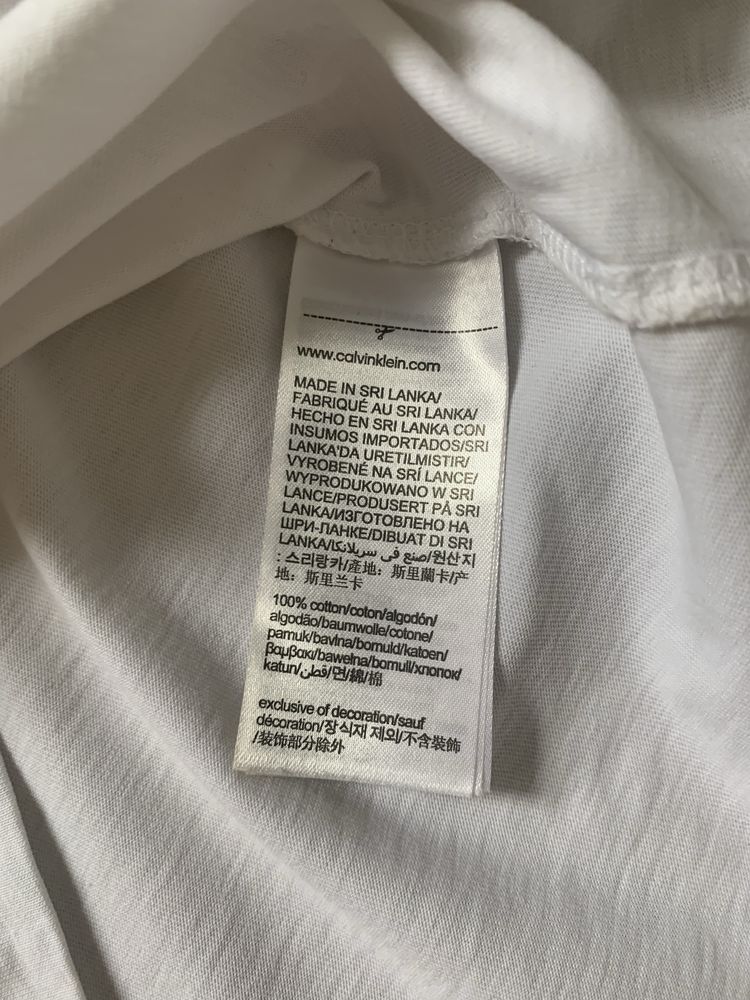 www.calvinklein.com
MADE IN SRI LANKA/
FABRIQUÉ AU SRI LANKA/
HECHO EN SRI LANKA CON
INSUMOS IMPORTADOS/SRI
LANKA'DA URETILMISTIR/
VYROBENÉ NA SRÍ LANCE/
WYPRODUKOWANO W SRI
LANCE/PRODUSERT PÅ SRI
LANKA/ИЗГОТОВЛЕНО НА
ШРИ-ЛАНКЕ/DIBUAT DI SRI
LANKA/صنع فى سريلانكا/원산지
: 스리랑카/產地：斯里蘭卡/产
地：斯里兰卡
100% cotton/coton/algodón/
algodão/baumwolle/cotone/
pamuk/bavlna/bomuld/katoen/
βαμβακι/bawełna/bomull/хлопок/
katun/قطن/면/綿/棉
exclusive of decoration/sauf
décoration/장식재 제외/不含裝飾
/装饰部分除外